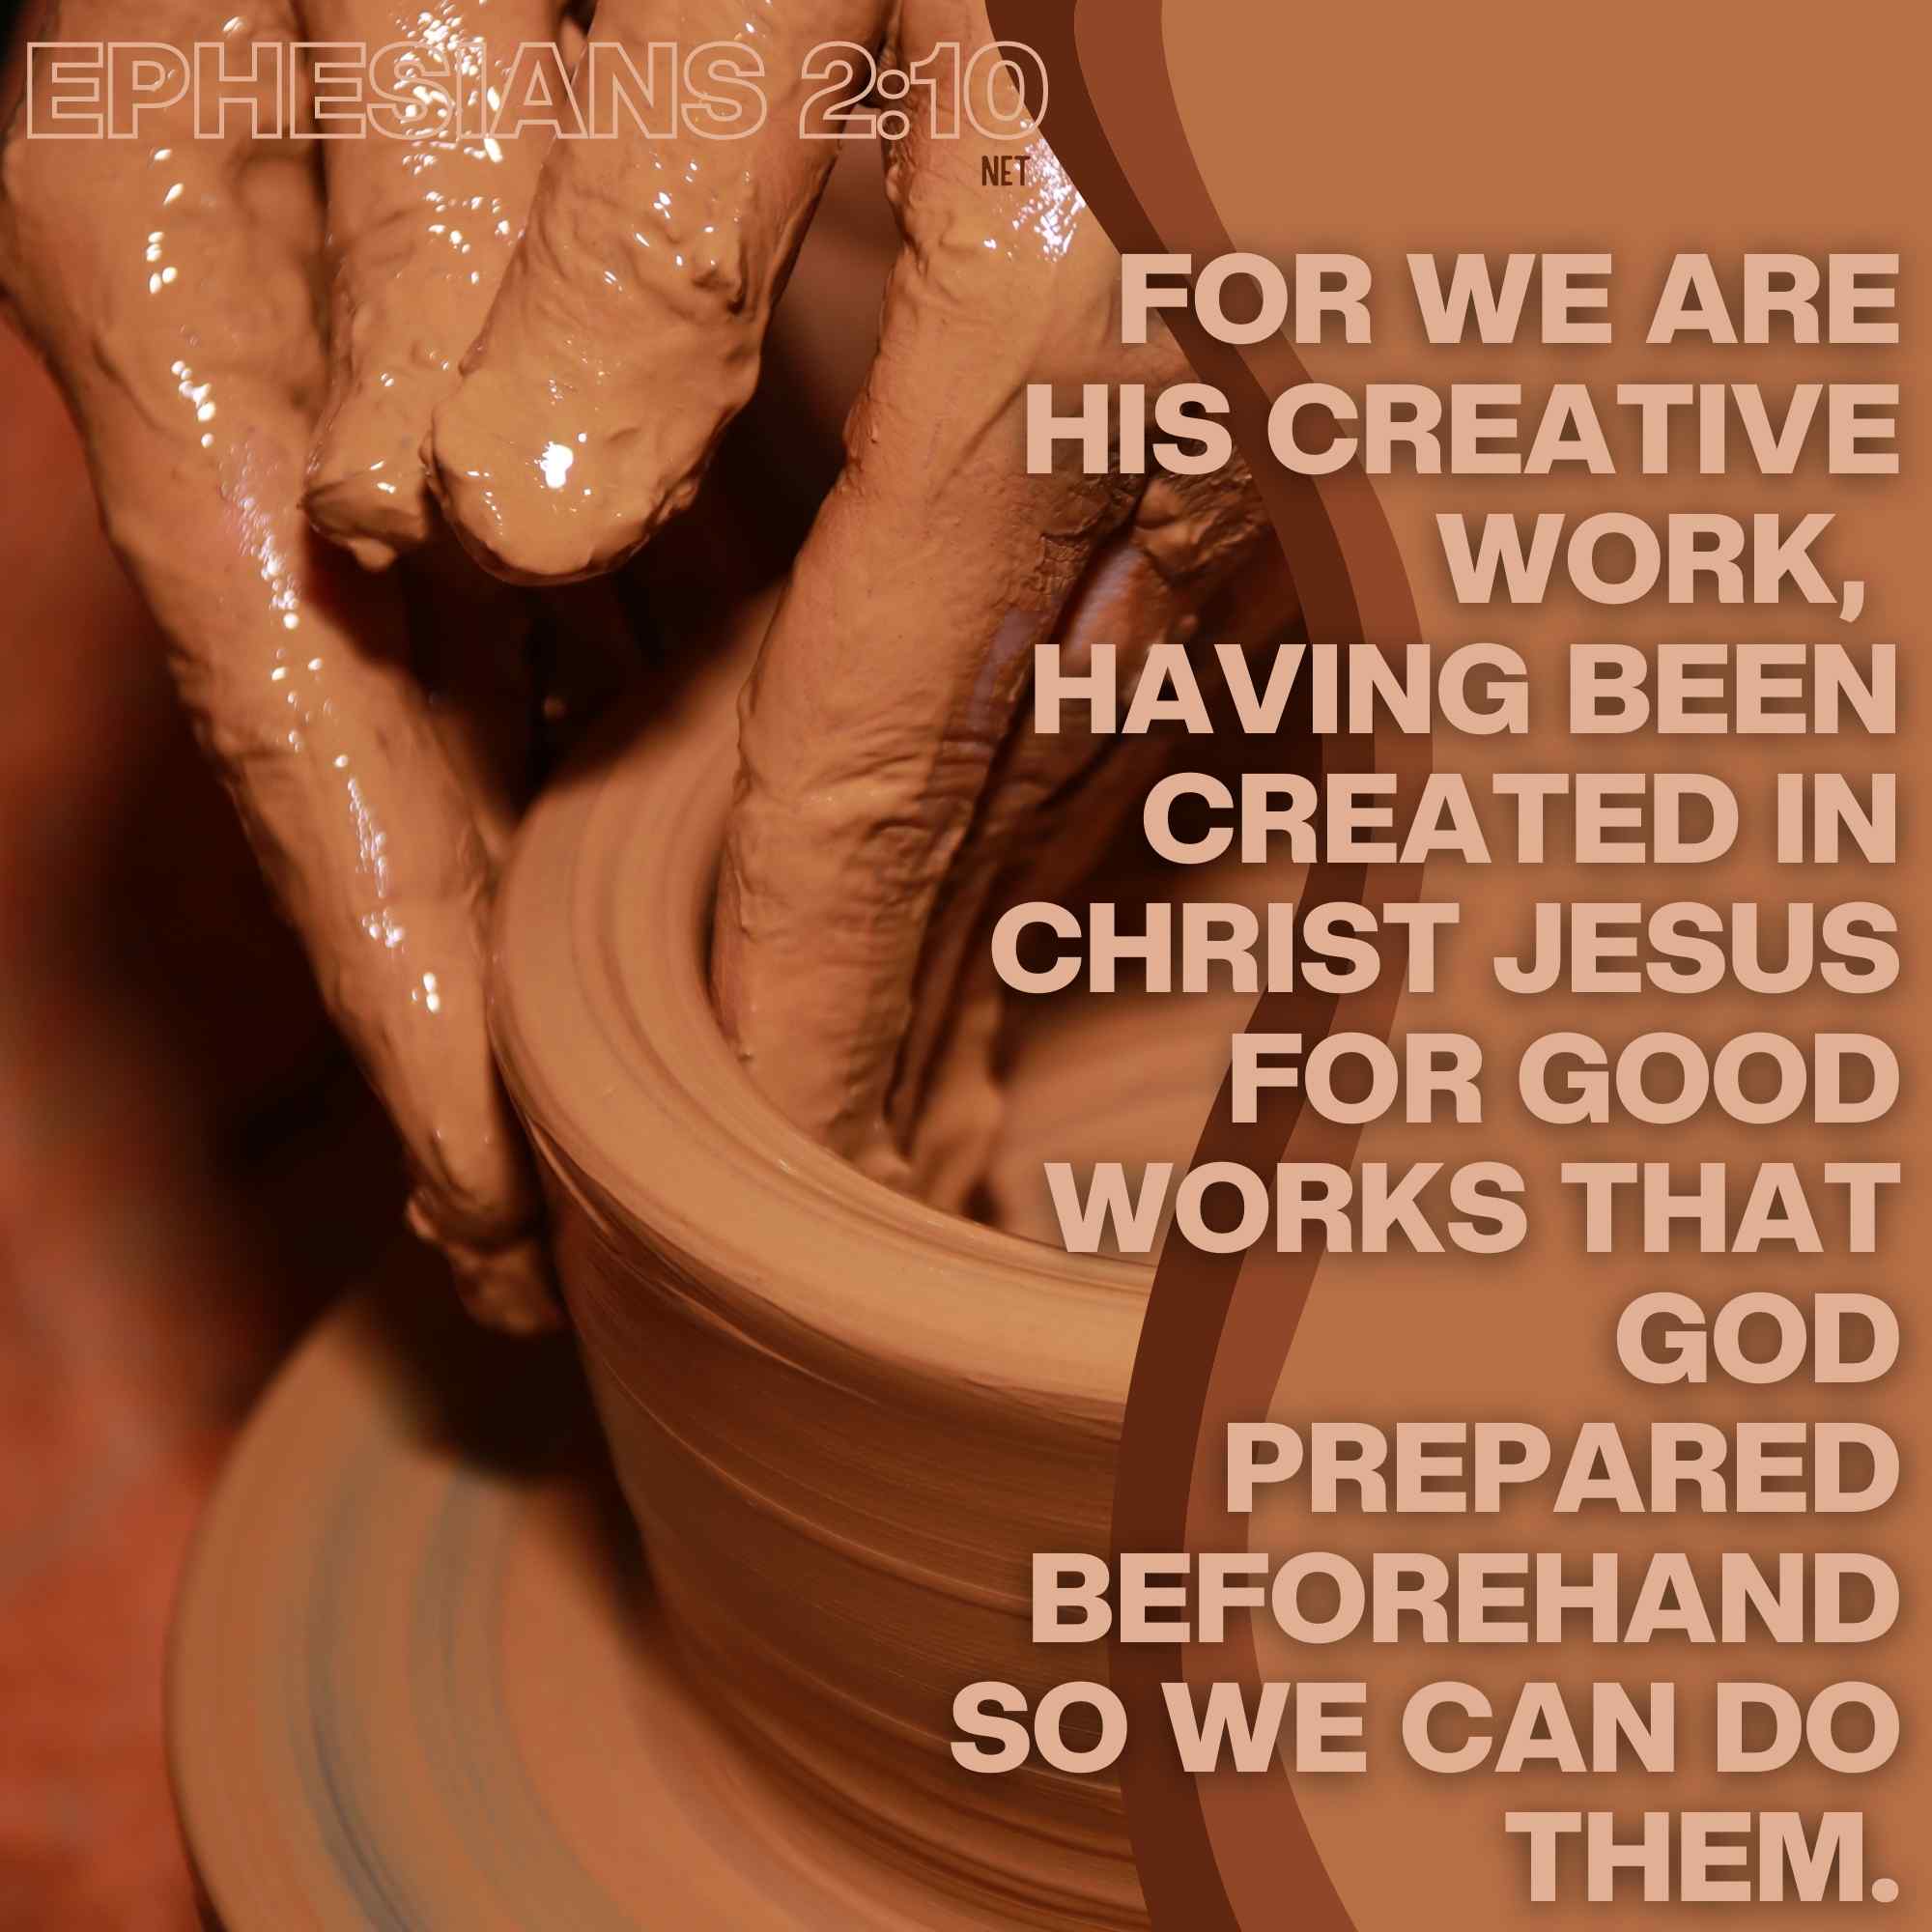 EPHESIANS 2:10
NET
FOR WE ARE
HIS CREATIVE
WORK,
HAVING BEEN
CREATED IN
CHRIST JESUS
FOR GOOD
WORKS THAT
GOD
PREPARED
BEFOREHAND
SO WE CAN DO
THEM.